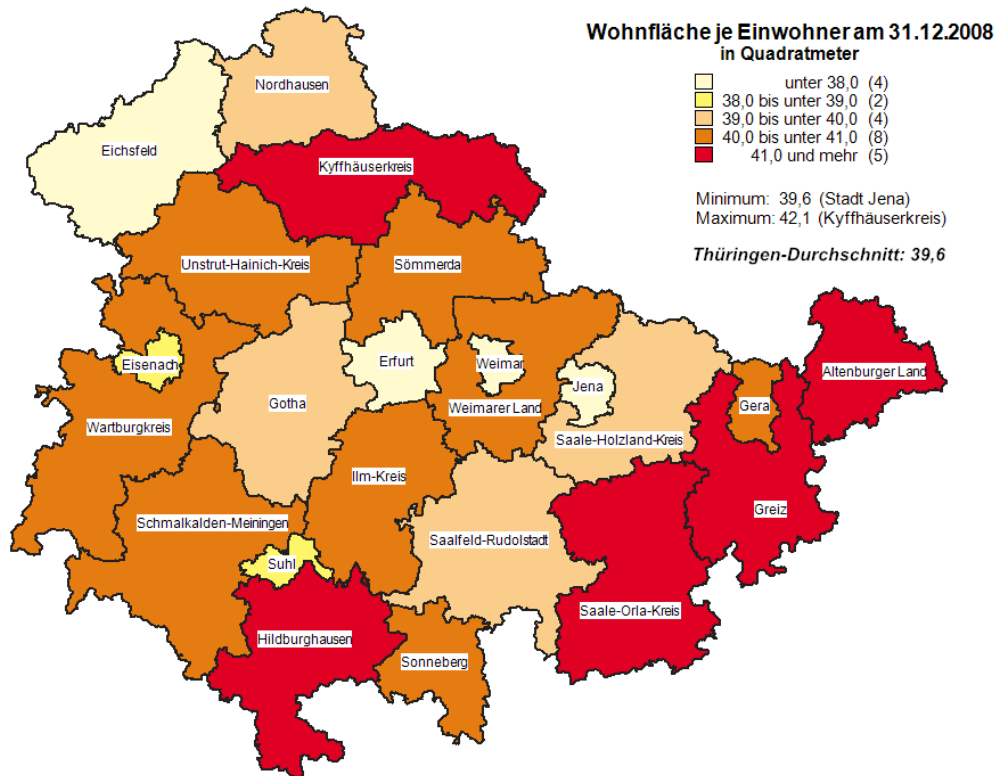 Wohnfläche je Einwohner am 31.12.2008
in Quadratmeter
unter 38,0 (4)
38,0 bis unter 39,0 (2)
39,0 bis unter 40,0 (4)
40,0 bis unter 41,0 (8)
41,0 und mehr (5)
Minimum: 39,6 (Stadt Jena)
Maximum: 42,1 (Kyffhäuserkreis)
Thüringen-Durchschnitt: 39,6
Nordhausen
Eichsfeld
Kyffhäuserkreis
Unstrut-Hainich-Kreis
Sömmerda
Eisenach
Erfurt
Weimar
Jena
Altenburger Land
Gotha
Weimarer Land
Gera
Wartburgkreis
Saale-Holzland-Kreis
Ilm-Kreis
Greiz
Schmalkalden-Meiningen
Saalfeld-Rudolstadt
Suhl
Saale-Orla-Kreis
Hildburghausen
Sonneberg